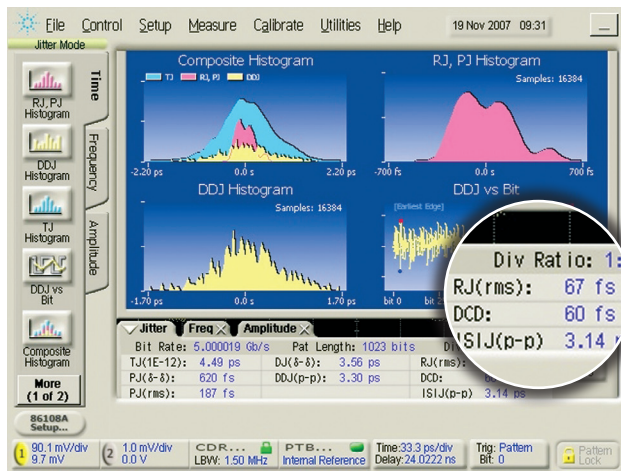 File Control Setup Measure Calibrate Utilities Help 19 Nov 2007 09:31
Jitter Mode
RJ, PJ
Histogram
DDJ
Histogram
TJ
Histogram
DDJ vs
Bit
Composite
Histogram
More
(1 of 2)
86108A
Setup...
Time
Frequency
Amplitude
Composite Histogram
TJ RJ, PJ DDJ
-2.20 ps 0.0 s 2.20 ps
RJ, PJ Histogram
Samples: 16384
-700 fs 0.0 s 700 fs
DDJ Histogram
Samples: 16384
-1.70 ps 0.0 s 1.70 ps
DDJ vs Bit
[Earliest Edge]
bit 0 bit
Div Ratio: 1:
RJ(rms): 67 fs
DCD: 60 fs
ISIJ(p-p) 3.14
Jitter Freq Amplitude
Bit Rate: 5.000019 Gb/s Pat Length: 1023 bits
TJ(1E-12): 4.49 ps DJ(δ-δ): 3.56 ps RJ(rms):
PJ(δ-δ): 620 fs DDJ(p-p): 3.30 ps DCD:
PJ(rms): 187 fs ISIJ(p-p) 3.14 ps
1 90.1 mV/div
9.7 mV
2 1.0 mV/div
0.0 V
CDR...
LBW: 1.50 MHz
PTB...
Internal Reference
Time:33.3 ps/div
Delay:24.0222 ns
Trig: Pattern
Bit: 0
Pattern
Lock